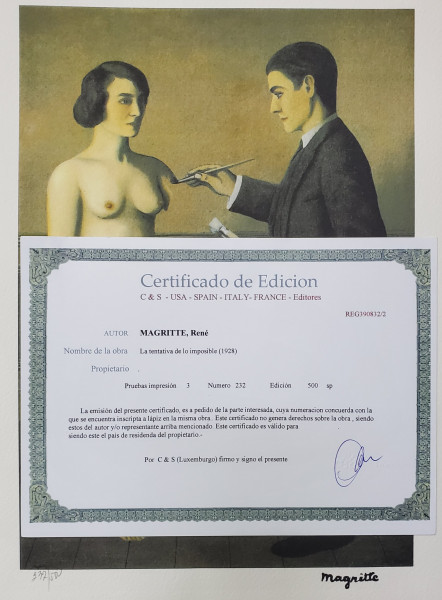 Certificado de Edicion
C & S - USA - SPAIN - ITALY- FRANCE - Editores
REG390832/2
AUTOR MAGRITTE, René
Nombre de la obra La tentativa de lo imposible (1928)
Propietario .
Pruebas impresión 3 Numero 232 Edición 500 sp
La emisión del presente certificado, es a pedido de la parte interesada, cuya numeracion concuerda con la
que se encuentra inscripta a lápiz en la misma obra. Este certificado no genera derechos sobre la obra , siendo
estos del autor y/o representante arriba mencionado. Este certificado es válido para
siendo este el pais de residenda del propietario.-
Por C & S (Luxemburgo) firmo y signo el presente
Magritte